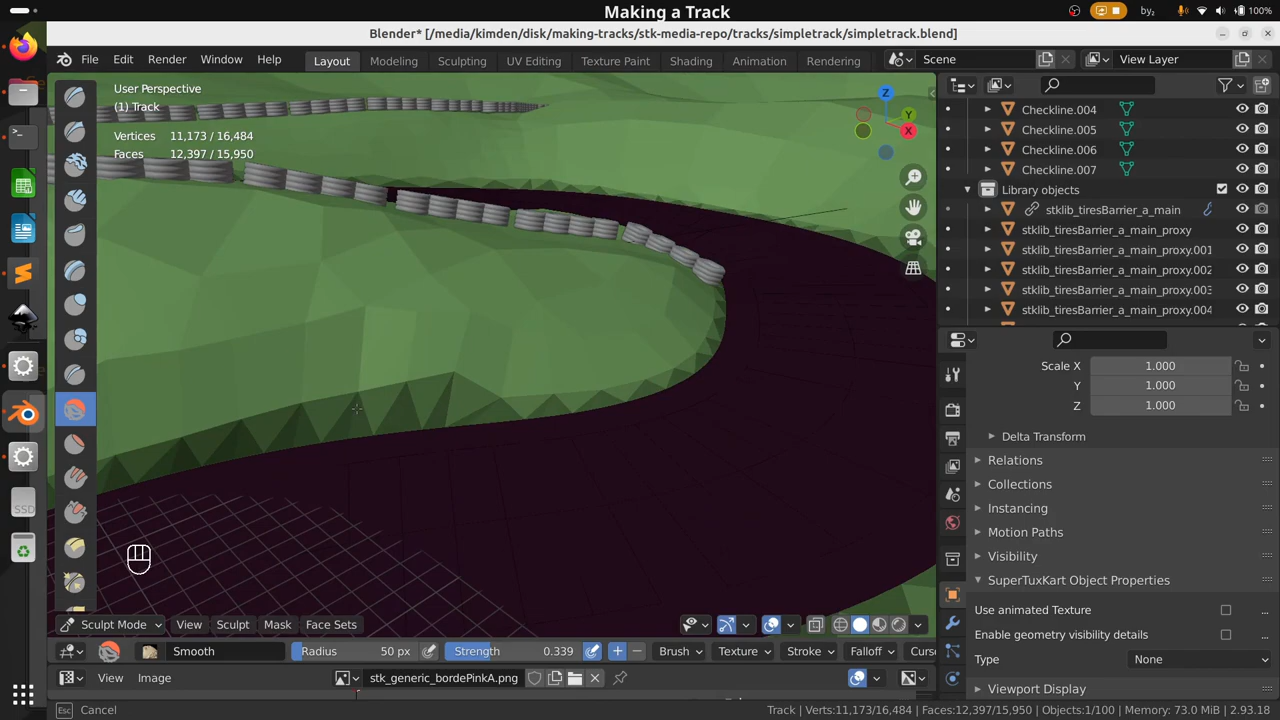 Making a Track
by₂
100%
Blender* [/media/kimden/disk/making-tracks/stk-media-repo/tracks/simpletrack/simpletrack.blend]
File Edit Render Window Help
Layout Modeling Sculpting UV Editing Texture Paint Shading Animation Rendering
Scene
View Layer
User Perspective
(1) Track
Vertices 11,173 / 16,484
Faces 12,397 / 15,950
Z
Y
X
Checkline.004
Checkline.005
Checkline.006
Checkline.007
Library objects
stklib_tiresBarrier_a_main
stklib_tiresBarrier_a_main_proxy
stklib_tiresBarrier_a_main_proxy.001
stklib_tiresBarrier_a_main_proxy.002
stklib_tiresBarrier_a_main_proxy.003
stklib_tiresBarrier_a_main_proxy.004
Scale X 1.000
Y 1.000
Z 1.000
Delta Transform
Relations
Collections
Instancing
Motion Paths
Visibility
SuperTuxKart Object Properties
Use animated Texture ...
Enable geometry visibility details ...
Type None
Viewport Display
SSD
Sculpt Mode View Sculpt Mask Face Sets
Smooth Radius 50 px Strength 0.339 Brush Texture Stroke Falloff Curs
View Image stk_generic_bordePinkA.png
Esc Cancel
Track | Verts:11,173/16,484 | Faces:12,397/15,950 | Objects:1/100 | Memory: 73.0 MiB | 2.93.18